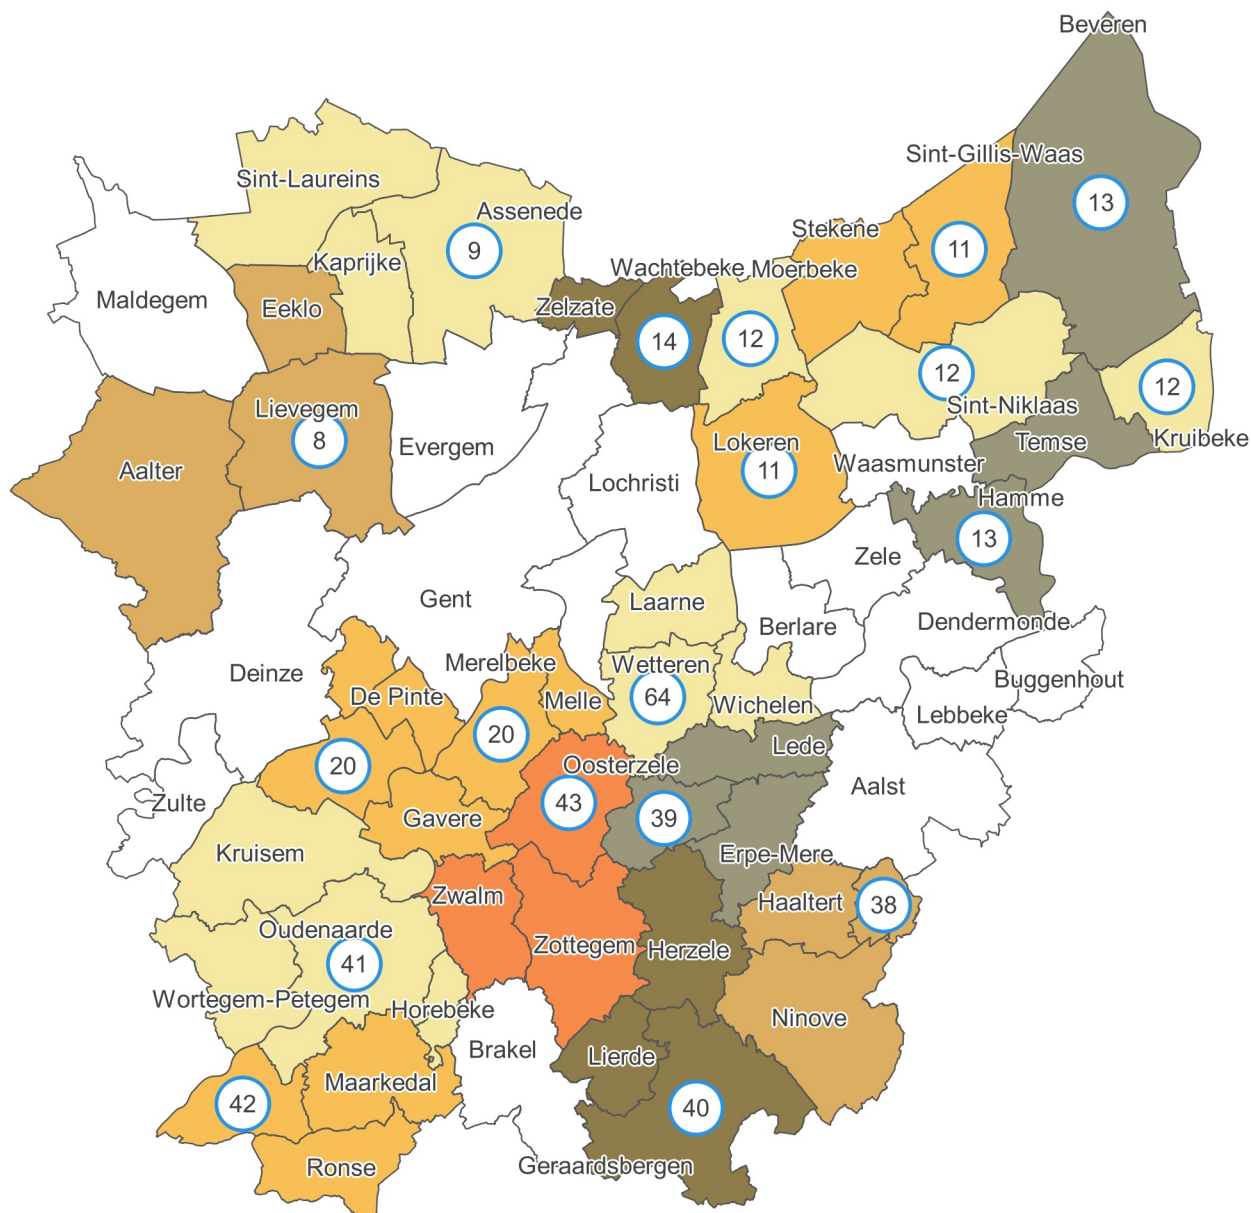 Beveren
Sint-Gillis-Waas
Sint-Laureins
13
Assenede
Stekene
9
11
Kaprijke
Wachtebeke
Moerbeke
Maldegem
Eeklo
Zelzate
14
12
12
12
Lievegem
Sint-Niklaas
8
Evergem
Lokeren
Temse
Kruibeke
Aalter
11
Waasmunster
Lochristi
Hamme
13
Zele
Gent
Laarne
Berlare
Dendermonde
Deinze
Merelbeke
Wetteren
Buggenhout
De Pinte
Melle
64
Wichelen
Lebbeke
20
Lede
20
Oosterzele
Aalst
Zulte
43
39
Gavere
Kruisem
Erpe-Mere
Zwalm
Haaltert
38
Oudenaarde
Zottegem
Herzele
41
Wortegem-Petegem
Horebeke
Ninove
Brakel
Lierde
Maarkedal
42
40
Ronse
Geraardsbergen